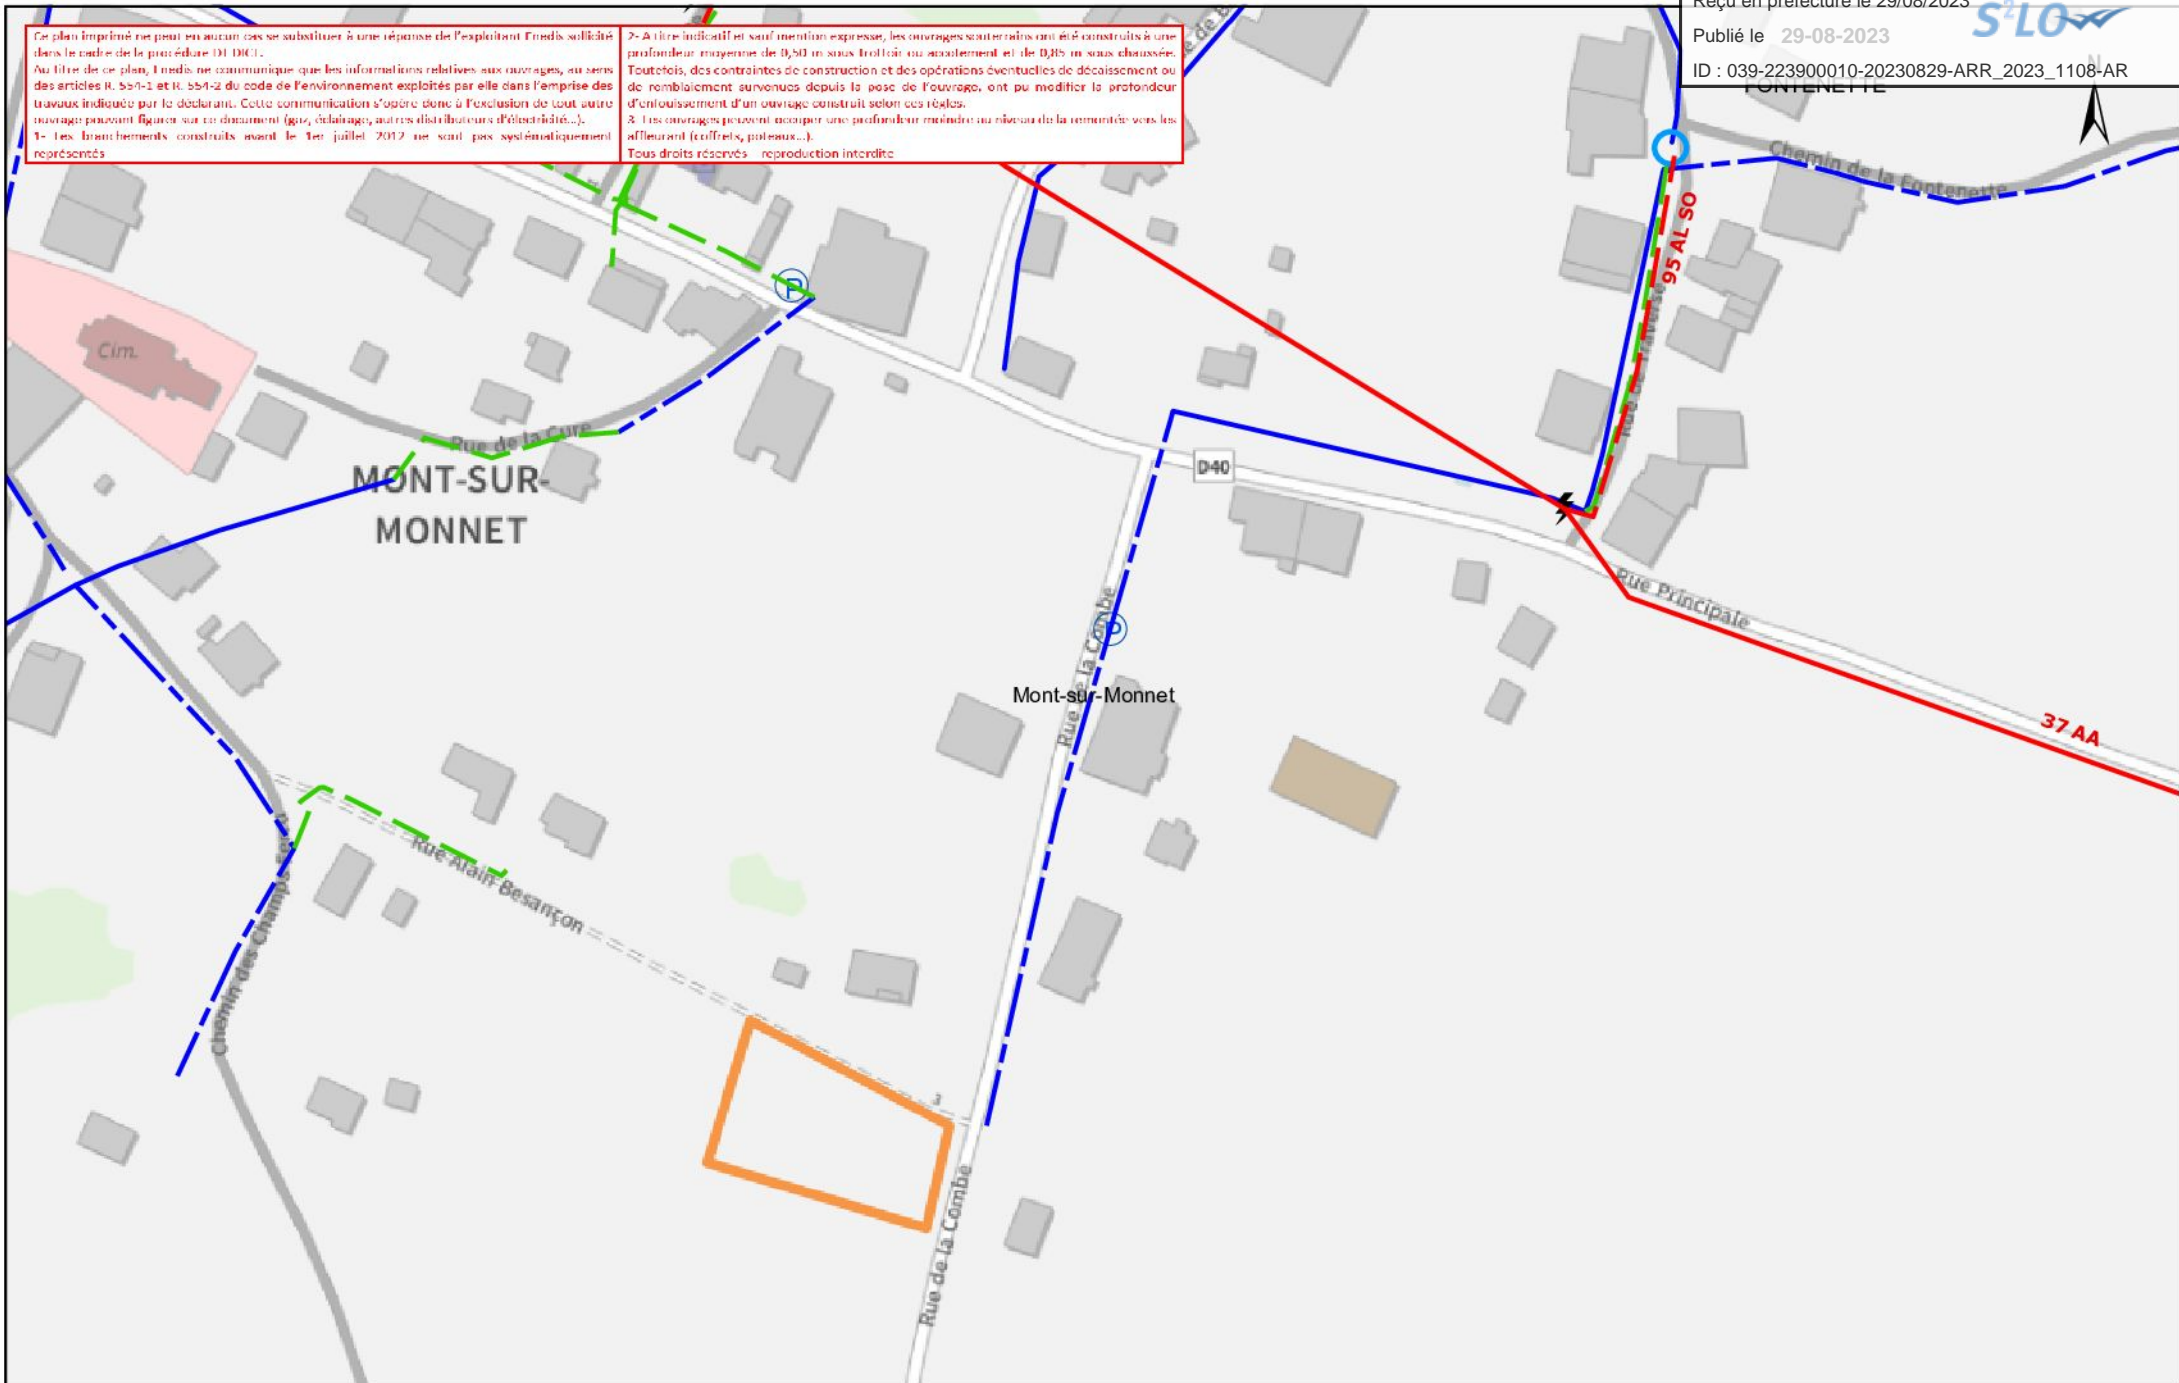 Ce plan imprimé ne peut en aucun cas se substituer à une réponse de l'exploitant Enedis sollicité
dans le cadre de la procédure DT-DICT.
Au titre de ce plan, Enedis ne communique que les informations relatives aux ouvrages, au sens
des articles R. 554-1 et R. 554-2 du code de l'environnement exploités par elle dans l'emprise des
travaux indiquée par le déclarant. Cette communication s'opère donc à l'exclusion de tout autre
ouvrage pouvant figurer sur ce document (gaz, éclairage, autres distributeurs d'électricité...).
1- Les branchements construits avant le 1er juillet 2012 ne sont pas systématiquement
représentés
2- A titre indicatif et sauf mention expresse, les ouvrages souterrains ont été construits à une
profondeur moyenne de 0,50 m sous trottoir ou accotement et de 0,85 m sous chaussée.
Toutefois, des contraintes de construction et des opérations éventuelles de décaissement ou
de remblaiement survenues depuis la pose de l'ouvrage, ont pu modifier la profondeur
d'enfouissement d'un ouvrage construit selon ces règles.
3- Les ouvrages peuvent occuper une profondeur moindre au niveau de la remontée vers les
affleurant (coffrets, poteaux...).
Tous droits réservés - reproduction interdite
Reçu en préfecture le 29/08/2023
Publié le 29-08-2023
S²LO
ID : 039-223900010-20230829-ARR_2023_1108-AR
N
FONTENETTE
Chemin de la Fontenette
95 AL SO
Rue de Traverse
P
Cim.
Rue de la Cure
MONT-SUR-
MONNET
D40
Rue Principale
37 AA
P
Rue de la Combe
Mont-sur-Monnet
Rue Alain Besançon
Chemin des Champs
3
Rue de la Combe